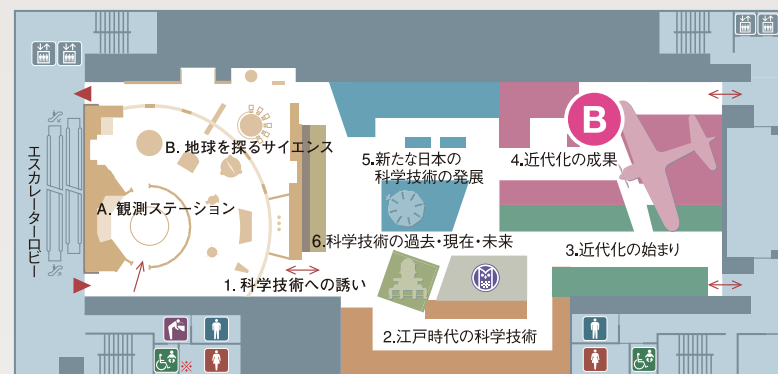 B
B. 地球を探るサイエンス
5.新たな日本の
科学技術の発展
4.近代化の成果
エスカレーターロビー
A. 観測ステーション
6.科学技術の過去・現在・未来
3.近代化の始まり
1. 科学技術への誘い
2.江戸時代の科学技術
※